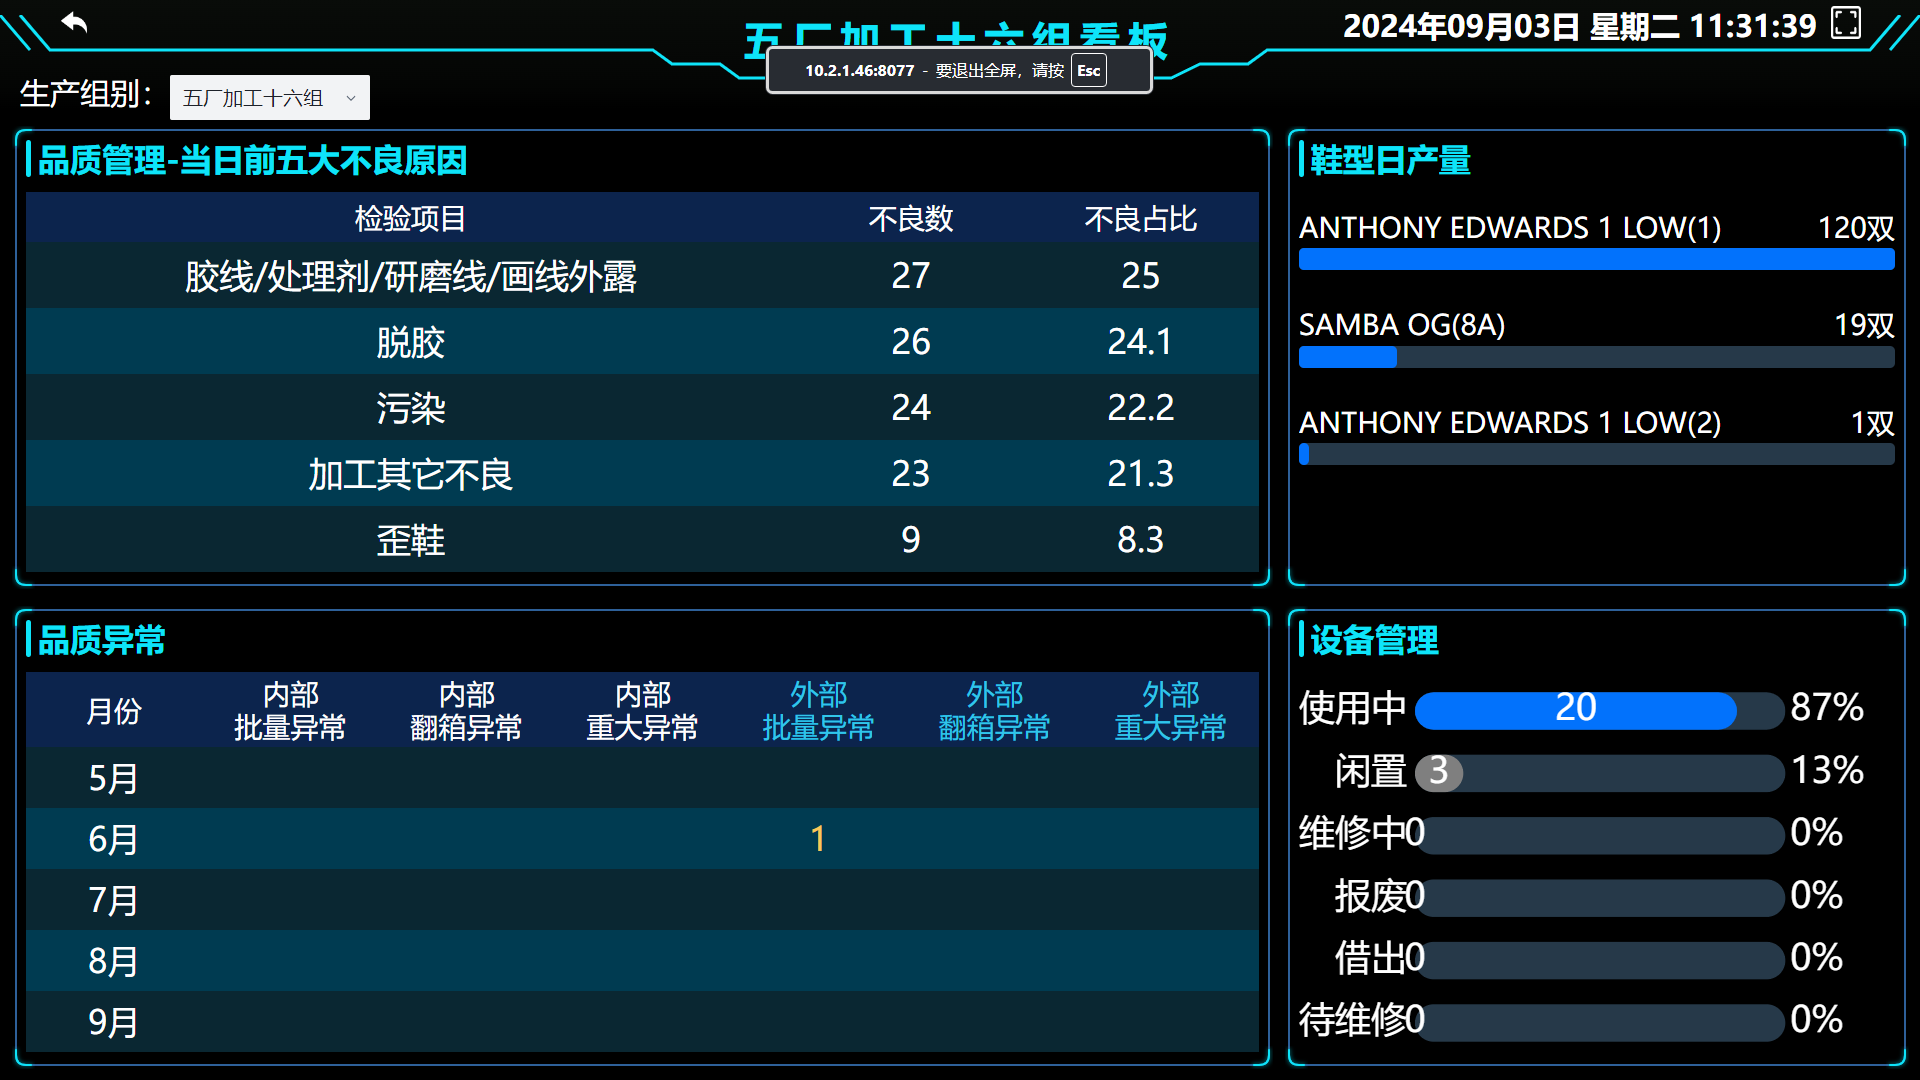 五厂加工十六组看板
2024年09月03日 星期二 11:31:39
10.2.1.46:8077 - 要退出全屏，请按 Esc
生产组别： 五厂加工十六组
品质管理-当日前五大不良原因
检验项目 不良数 不良占比
胶线/处理剂/研磨线/画线外露 27 25
脱胶 26 24.1
污染 24 22.2
加工其它不良 23 21.3
歪鞋 9 8.3
鞋型日产量
ANTHONY EDWARDS 1 LOW(1) 120双
SAMBA OG(8A) 19双
ANTHONY EDWARDS 1 LOW(2) 1双
品质异常
月份 内部批量异常 内部翻箱异常 内部重大异常 外部批量异常 外部翻箱异常 外部重大异常
5月
6月 1
7月
8月
9月
设备管理
使用中 20 87%
闲置 3 13%
维修中 0 0%
报废 0 0%
借出 0 0%
待维修 0 0%